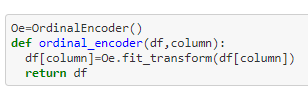 Oe=OrdinalEncoder()
def ordinal_encoder(df,column):
  df[column]=Oe.fit_transform(df[column])
  return df